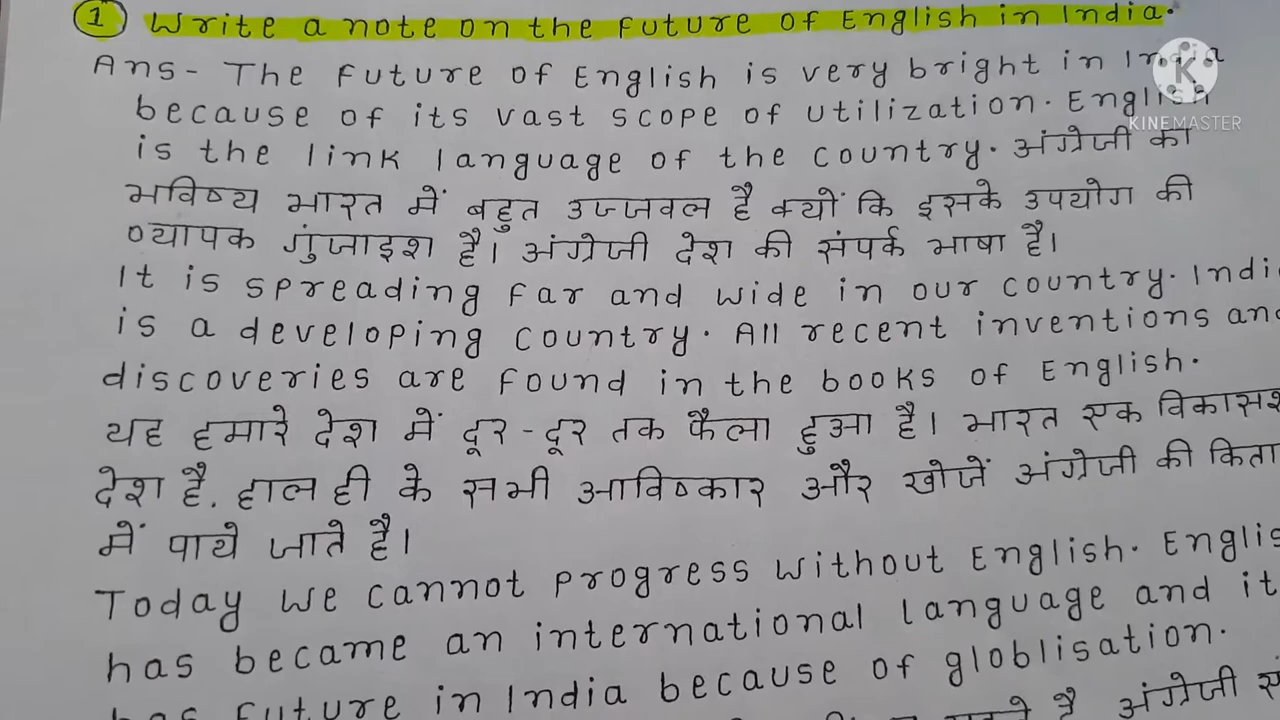 1 Write a note on the future of English in India.
Ans- The future of English is very bright in India
because of its vast scope of utilization. English
is the link language of the country. अंग्रेजी का
भविष्य भारत में बहुत उज्जवल है क्यों कि इसके उपयोग की
व्यापक गुंजाइश है। अंग्रेजी देश की संपर्क भाषा है।
It is spreading far and wide in our country. Indi
is a developing country. All recent inventions and
discoveries are found in the books of English.
यह हमारे देश में दूर-दूर तक फैला हुआ है। भारत एक विकासश
देश है. हाल ही के सभी आविष्कार और खोजें अंग्रेजी की किता
में पाये जाते है।
Today we cannot progress without English. Englis
has became an international language and it
has future in India because of globlisation.
है अंग्रेजी
K
KINEMASTER